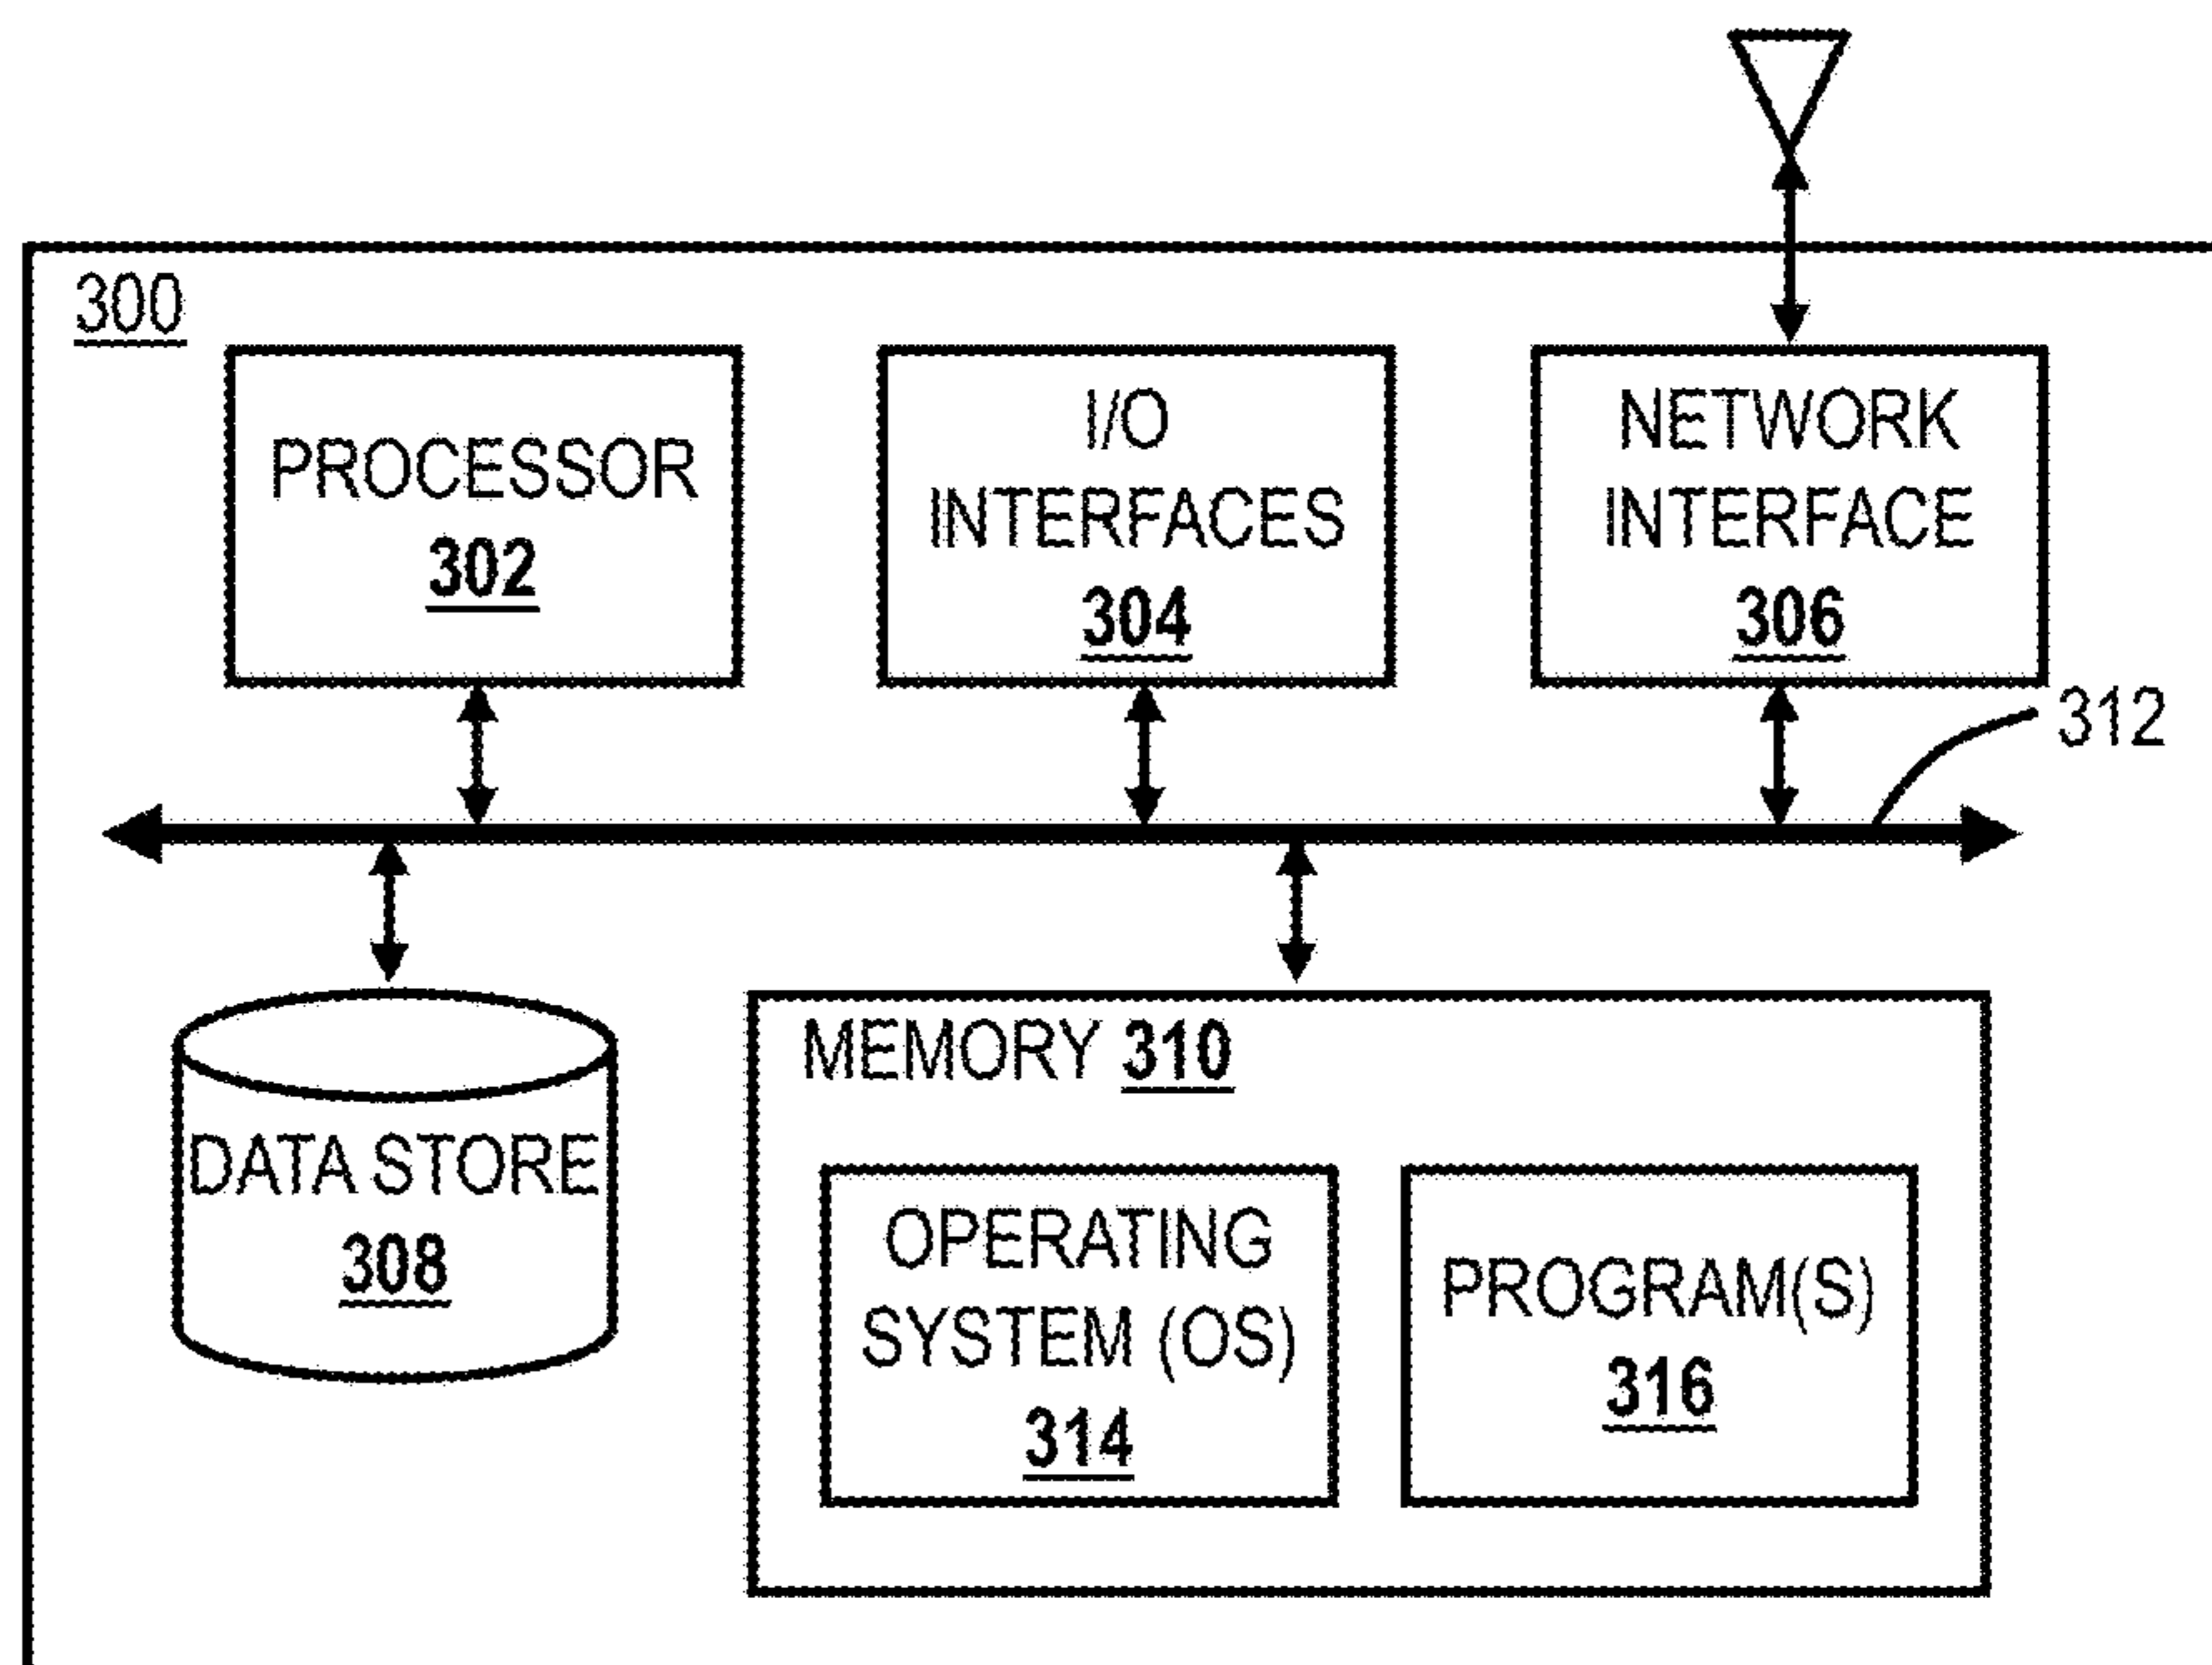 300
PROCESSOR
302
I/O
INTERFACES
304
NETWORK
INTERFACE
306
312
DATA STORE
308
MEMORY 310
OPERATING
SYSTEM (OS)
314
PROGRAM(S)
316